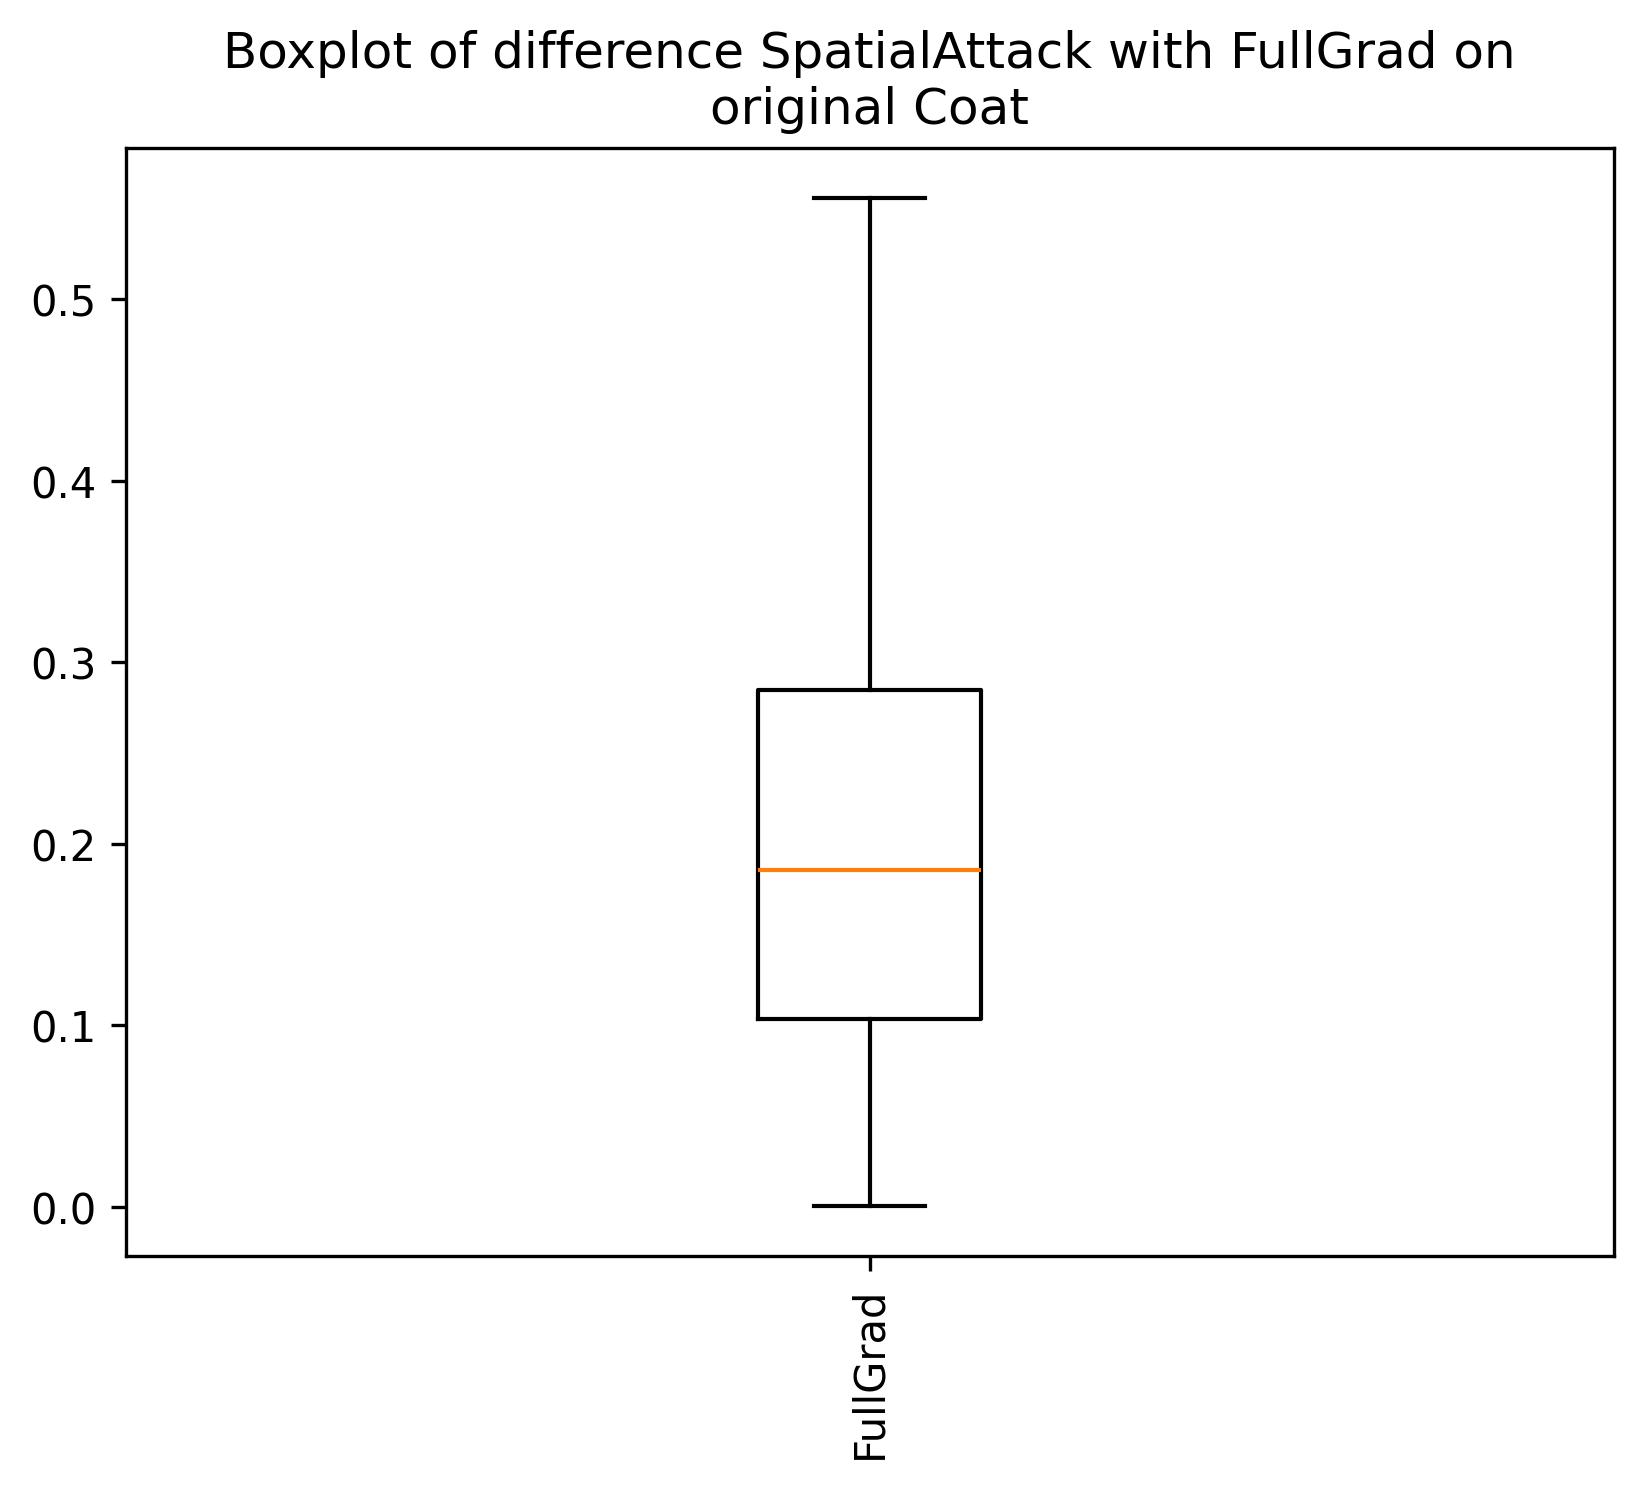 Boxplot of difference SpatialAttack with FullGrad on
original Coat
0.5
0.4
0.3
0.2
0.1
0.0
FullGrad